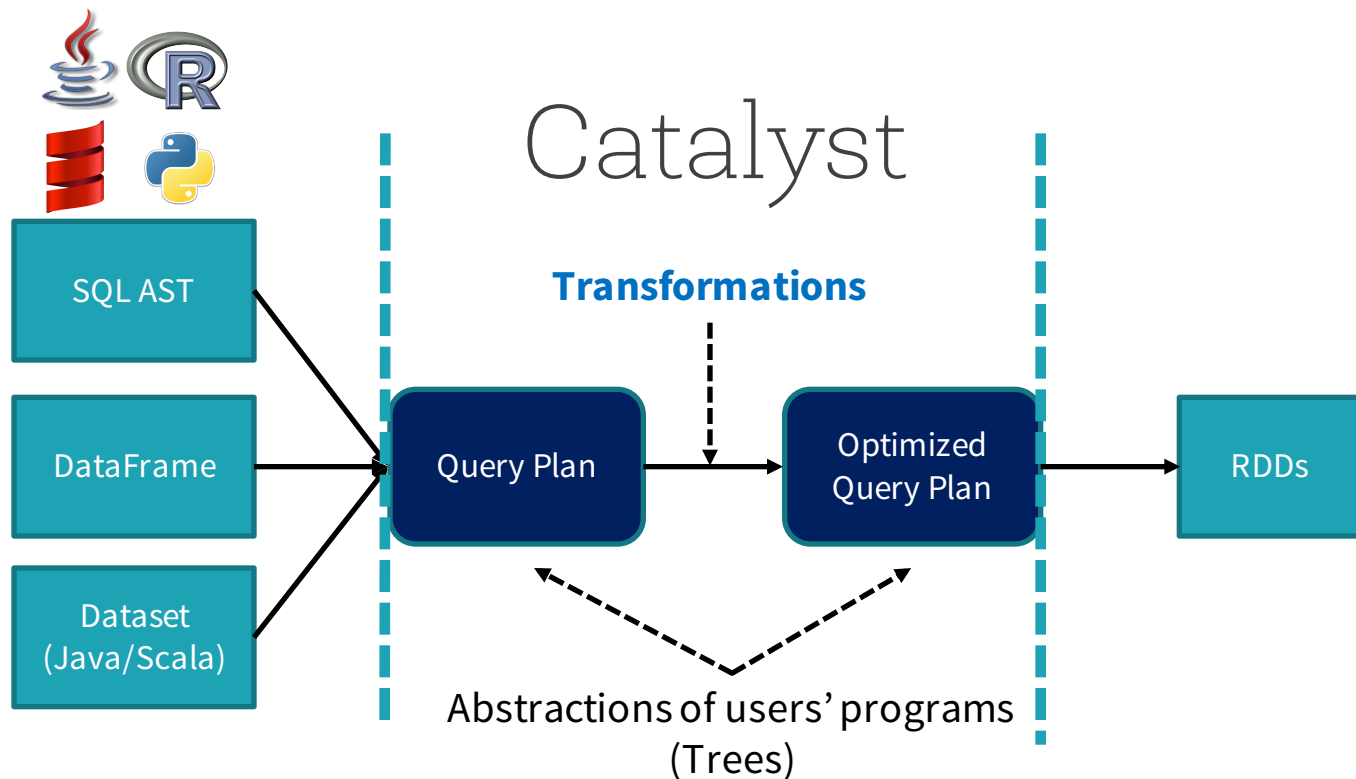 R
Catalyst
SQL AST
Transformations
DataFrame
Query Plan
Optimized
Query Plan
RDDs
Dataset
(Java/Scala)
Abstractions of users’ programs
(Trees)